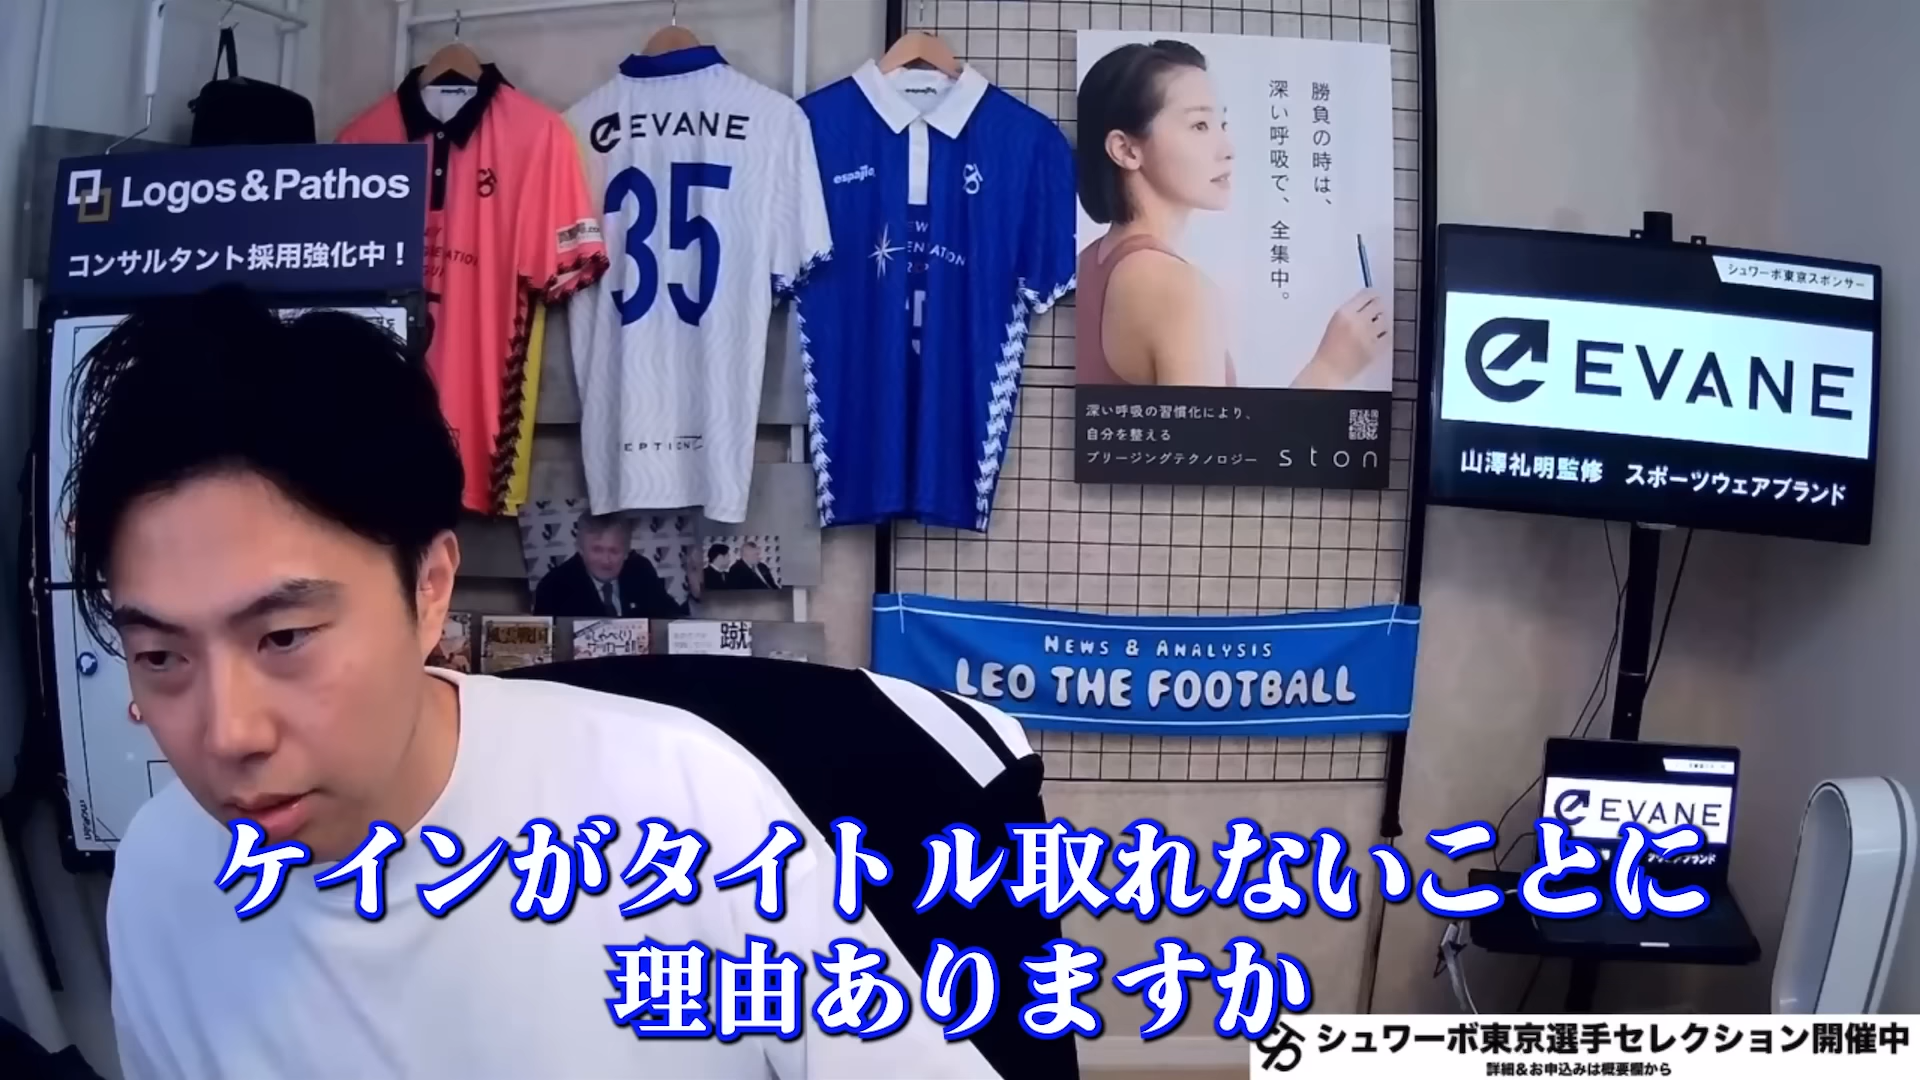 Logos&Pathos
コンサルタント採用強化中！
EVANE
35
espajio
勝負の時は、
深い呼吸で、全集中。
深い呼吸の習慣化により、
自分を整える
ブリージングテクノロジー
ston
シュワーボ東京スポンサー
EVANE
山澤礼明監修 スポーツウェアブランド
NEWS & ANALYSIS
LEO THE FOOTBALL
EVANE
ケインがタイトル取れないことに
理由ありますか
シュワーボ東京選手セレクション開催中
詳細&お申込みは概要欄から